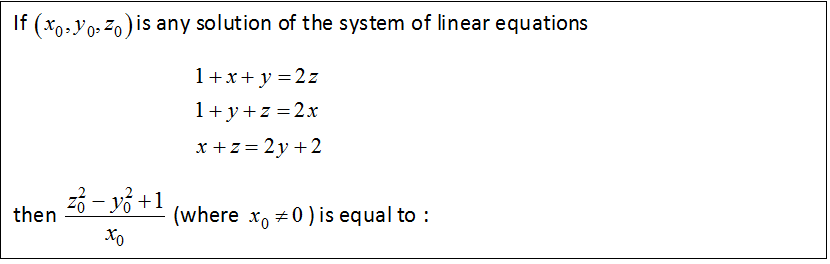 If (x₀, y₀, z₀) is any solution of the system of linear equations
1 + x + y = 2z
1 + y + z = 2x
x + z = 2y + 2
then (z₀² − y₀² + 1)/x₀ (where x₀ ≠ 0) is equal to :